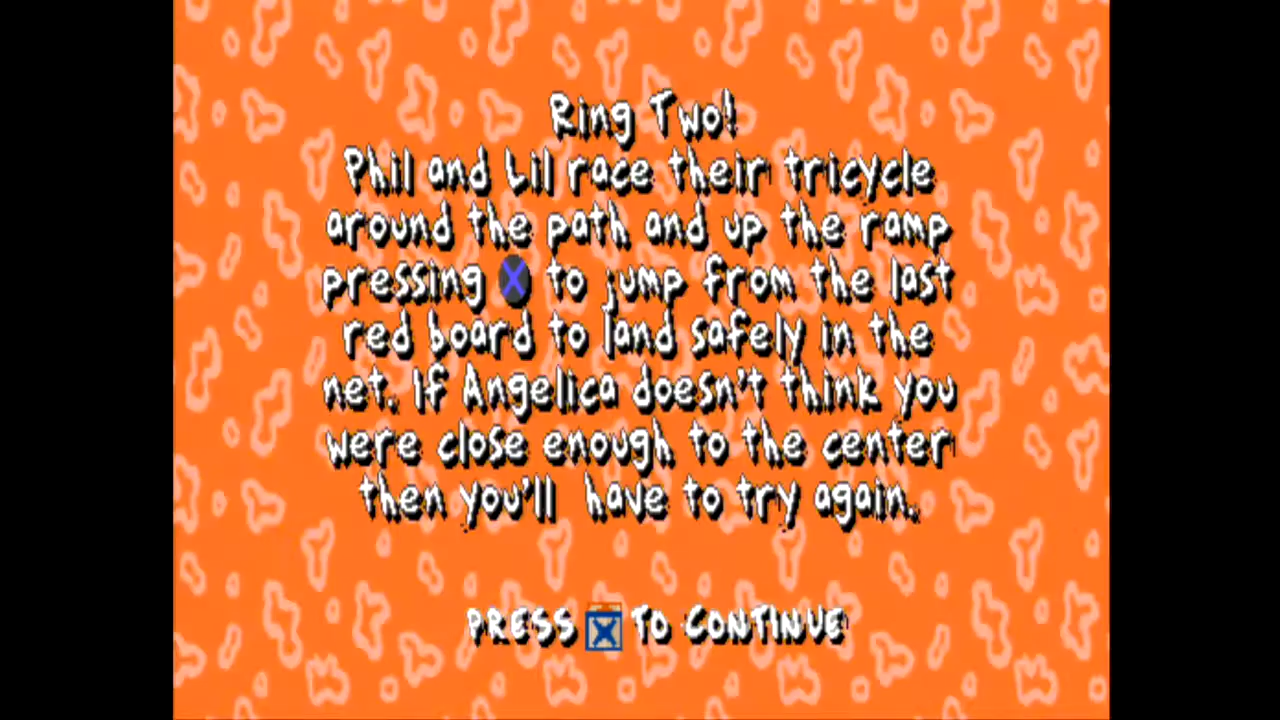 Ring Two!
Phil and Lil race their tricycle
around the path and up the ramp
pressing X to jump from the last
red board to land safely in the
net. If Angelica doesn't think you
were close enough to the center
then you'll have to try again.
PRESS X TO CONTINUE